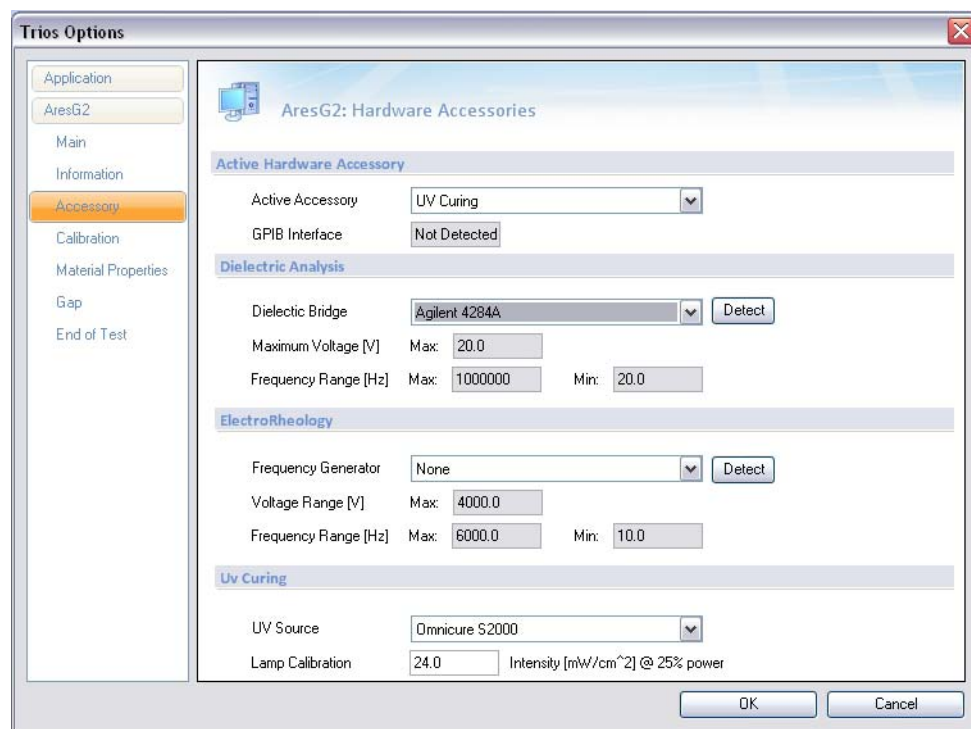 Trios Options
Application
AresG2
Main
Information
Accessory
Calibration
Material Properties
Gap
End of Test
AresG2: Hardware Accessories
Active Hardware Accessory
Active Accessory UV Curing
GPIB Interface Not Detected
Dielectric Analysis
Dielectic Bridge Agilent 4284A Detect
Maximum Voltage [V] Max: 20.0
Frequency Range [Hz] Max: 1000000 Min: 20.0
ElectroRheology
Frequency Generator None Detect
Voltage Range [V] Max: 4000.0
Frequency Range [Hz] Max: 6000.0 Min: 10.0
Uv Curing
UV Source Omnicure S2000
Lamp Calibration 24.0 Intensity [mW/cm^2] @ 25% power
OK Cancel